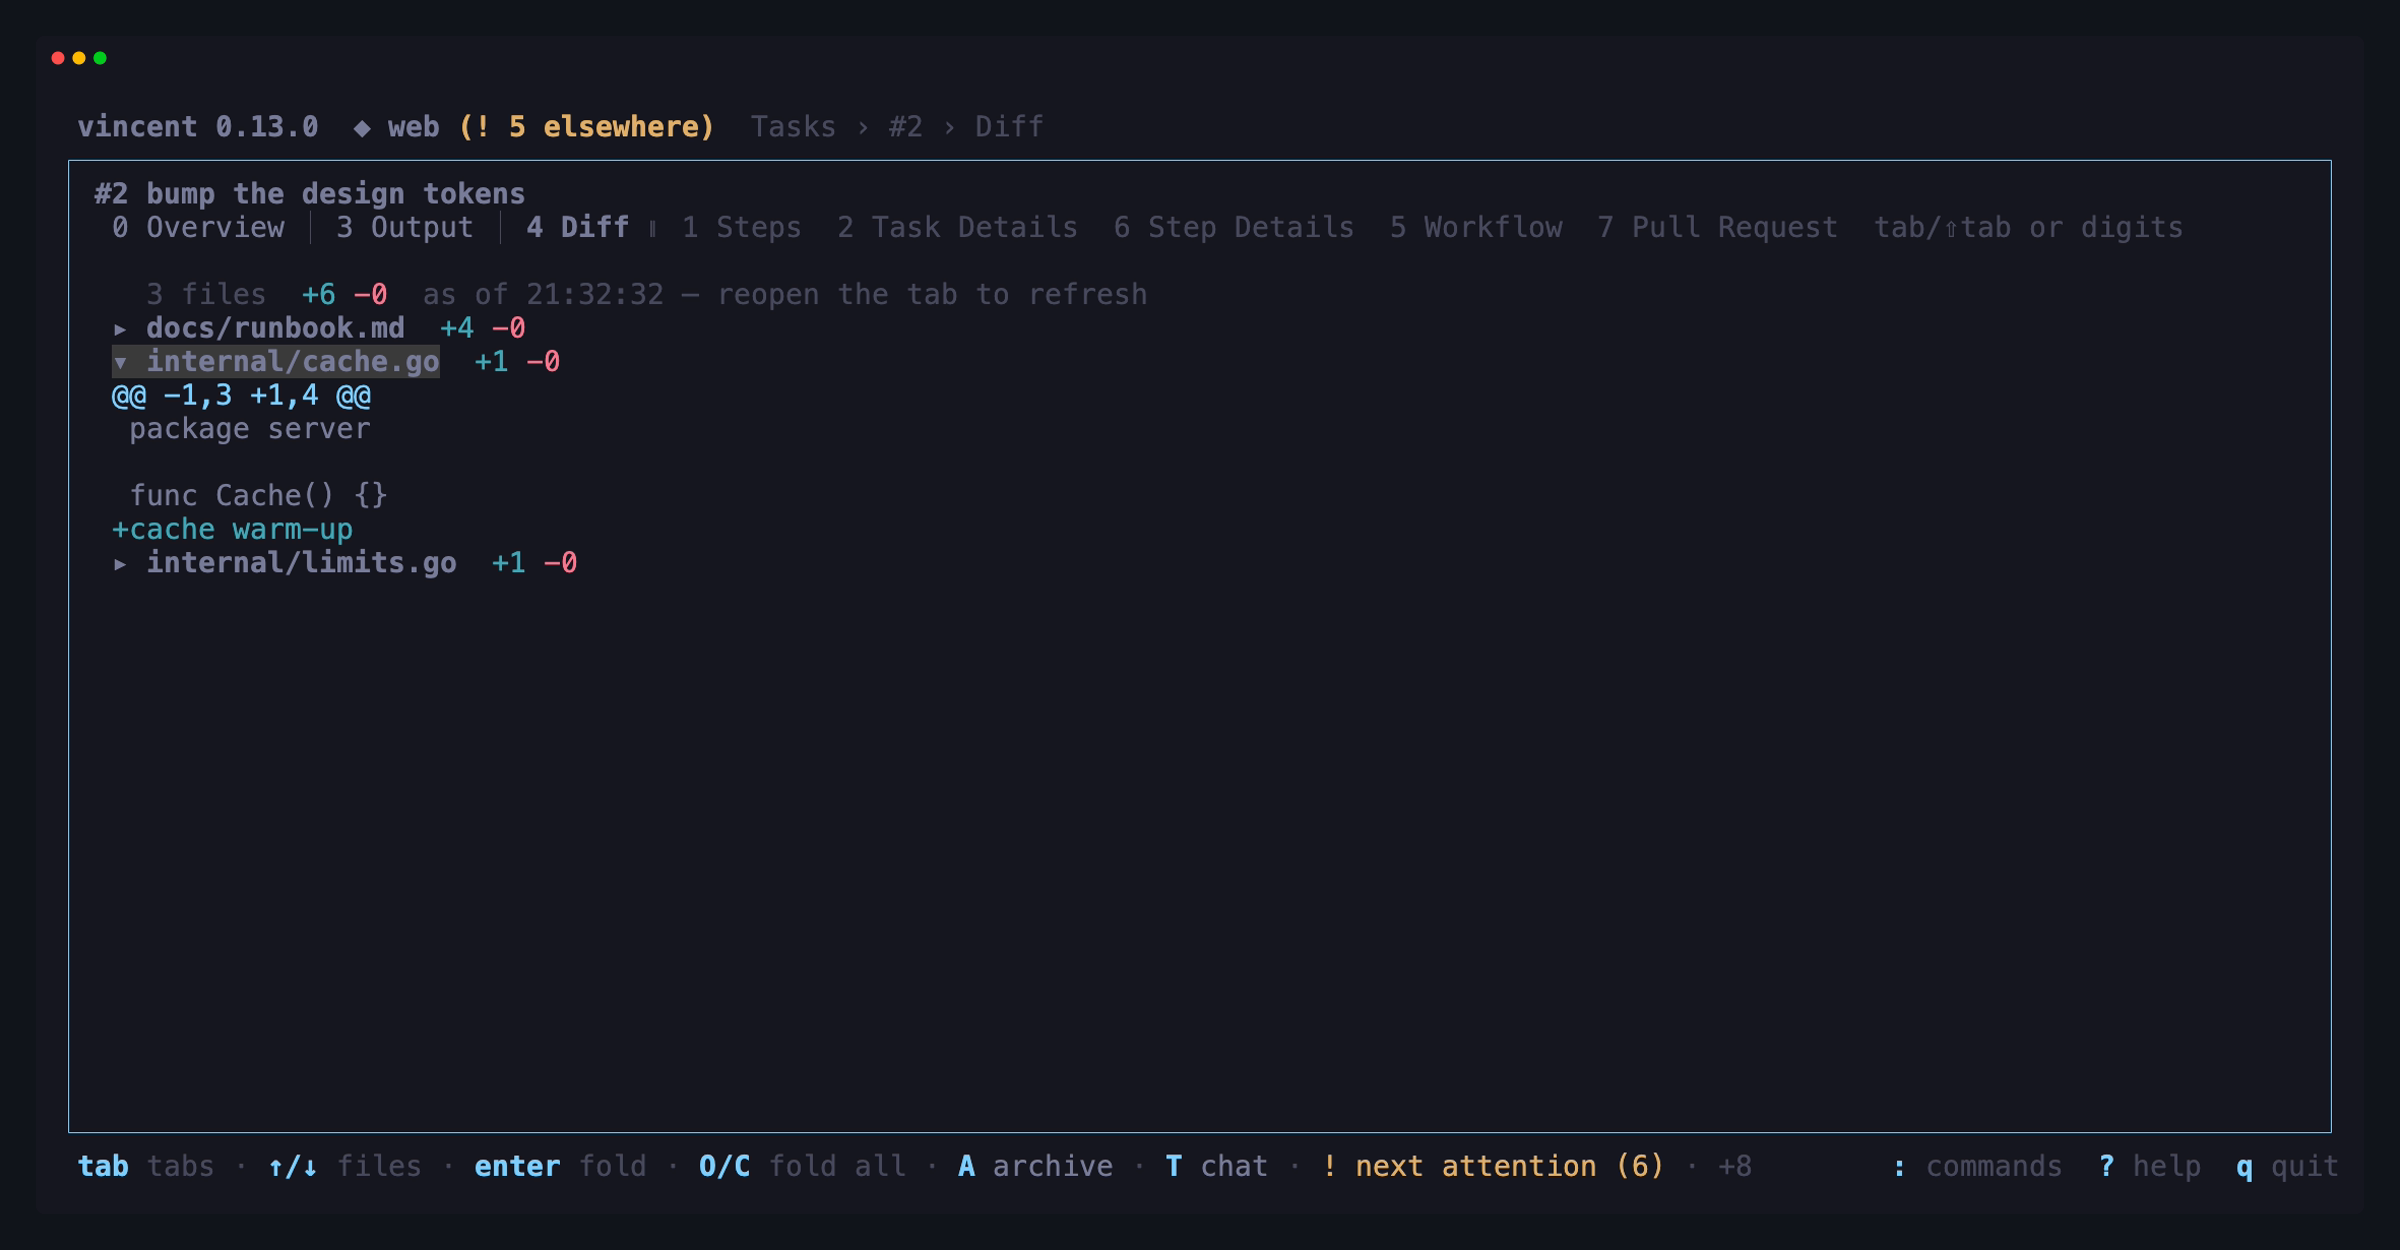 vincent 0.13.0  ◆ web (! 5 elsewhere)  Tasks › #2 › Diff
#2 bump the design tokens
0 Overview │ 3 Output │ 4 Diff ‖ 1 Steps  2 Task Details  6 Step Details  5 Workflow  7 Pull Request  tab/⇧tab or digits
3 files  +6 −0  as of 21:32:32 — reopen the tab to refresh
▸ docs/runbook.md  +4 −0
▾ internal/cache.go  +1 −0
@@ −1,3 +1,4 @@
package server
func Cache() {}
+cache warm−up
▸ internal/limits.go  +1 −0
tab tabs · ↑/↓ files · enter fold · O/C fold all · A archive · T chat · ! next attention (6) · +8  : commands  ? help  q quit